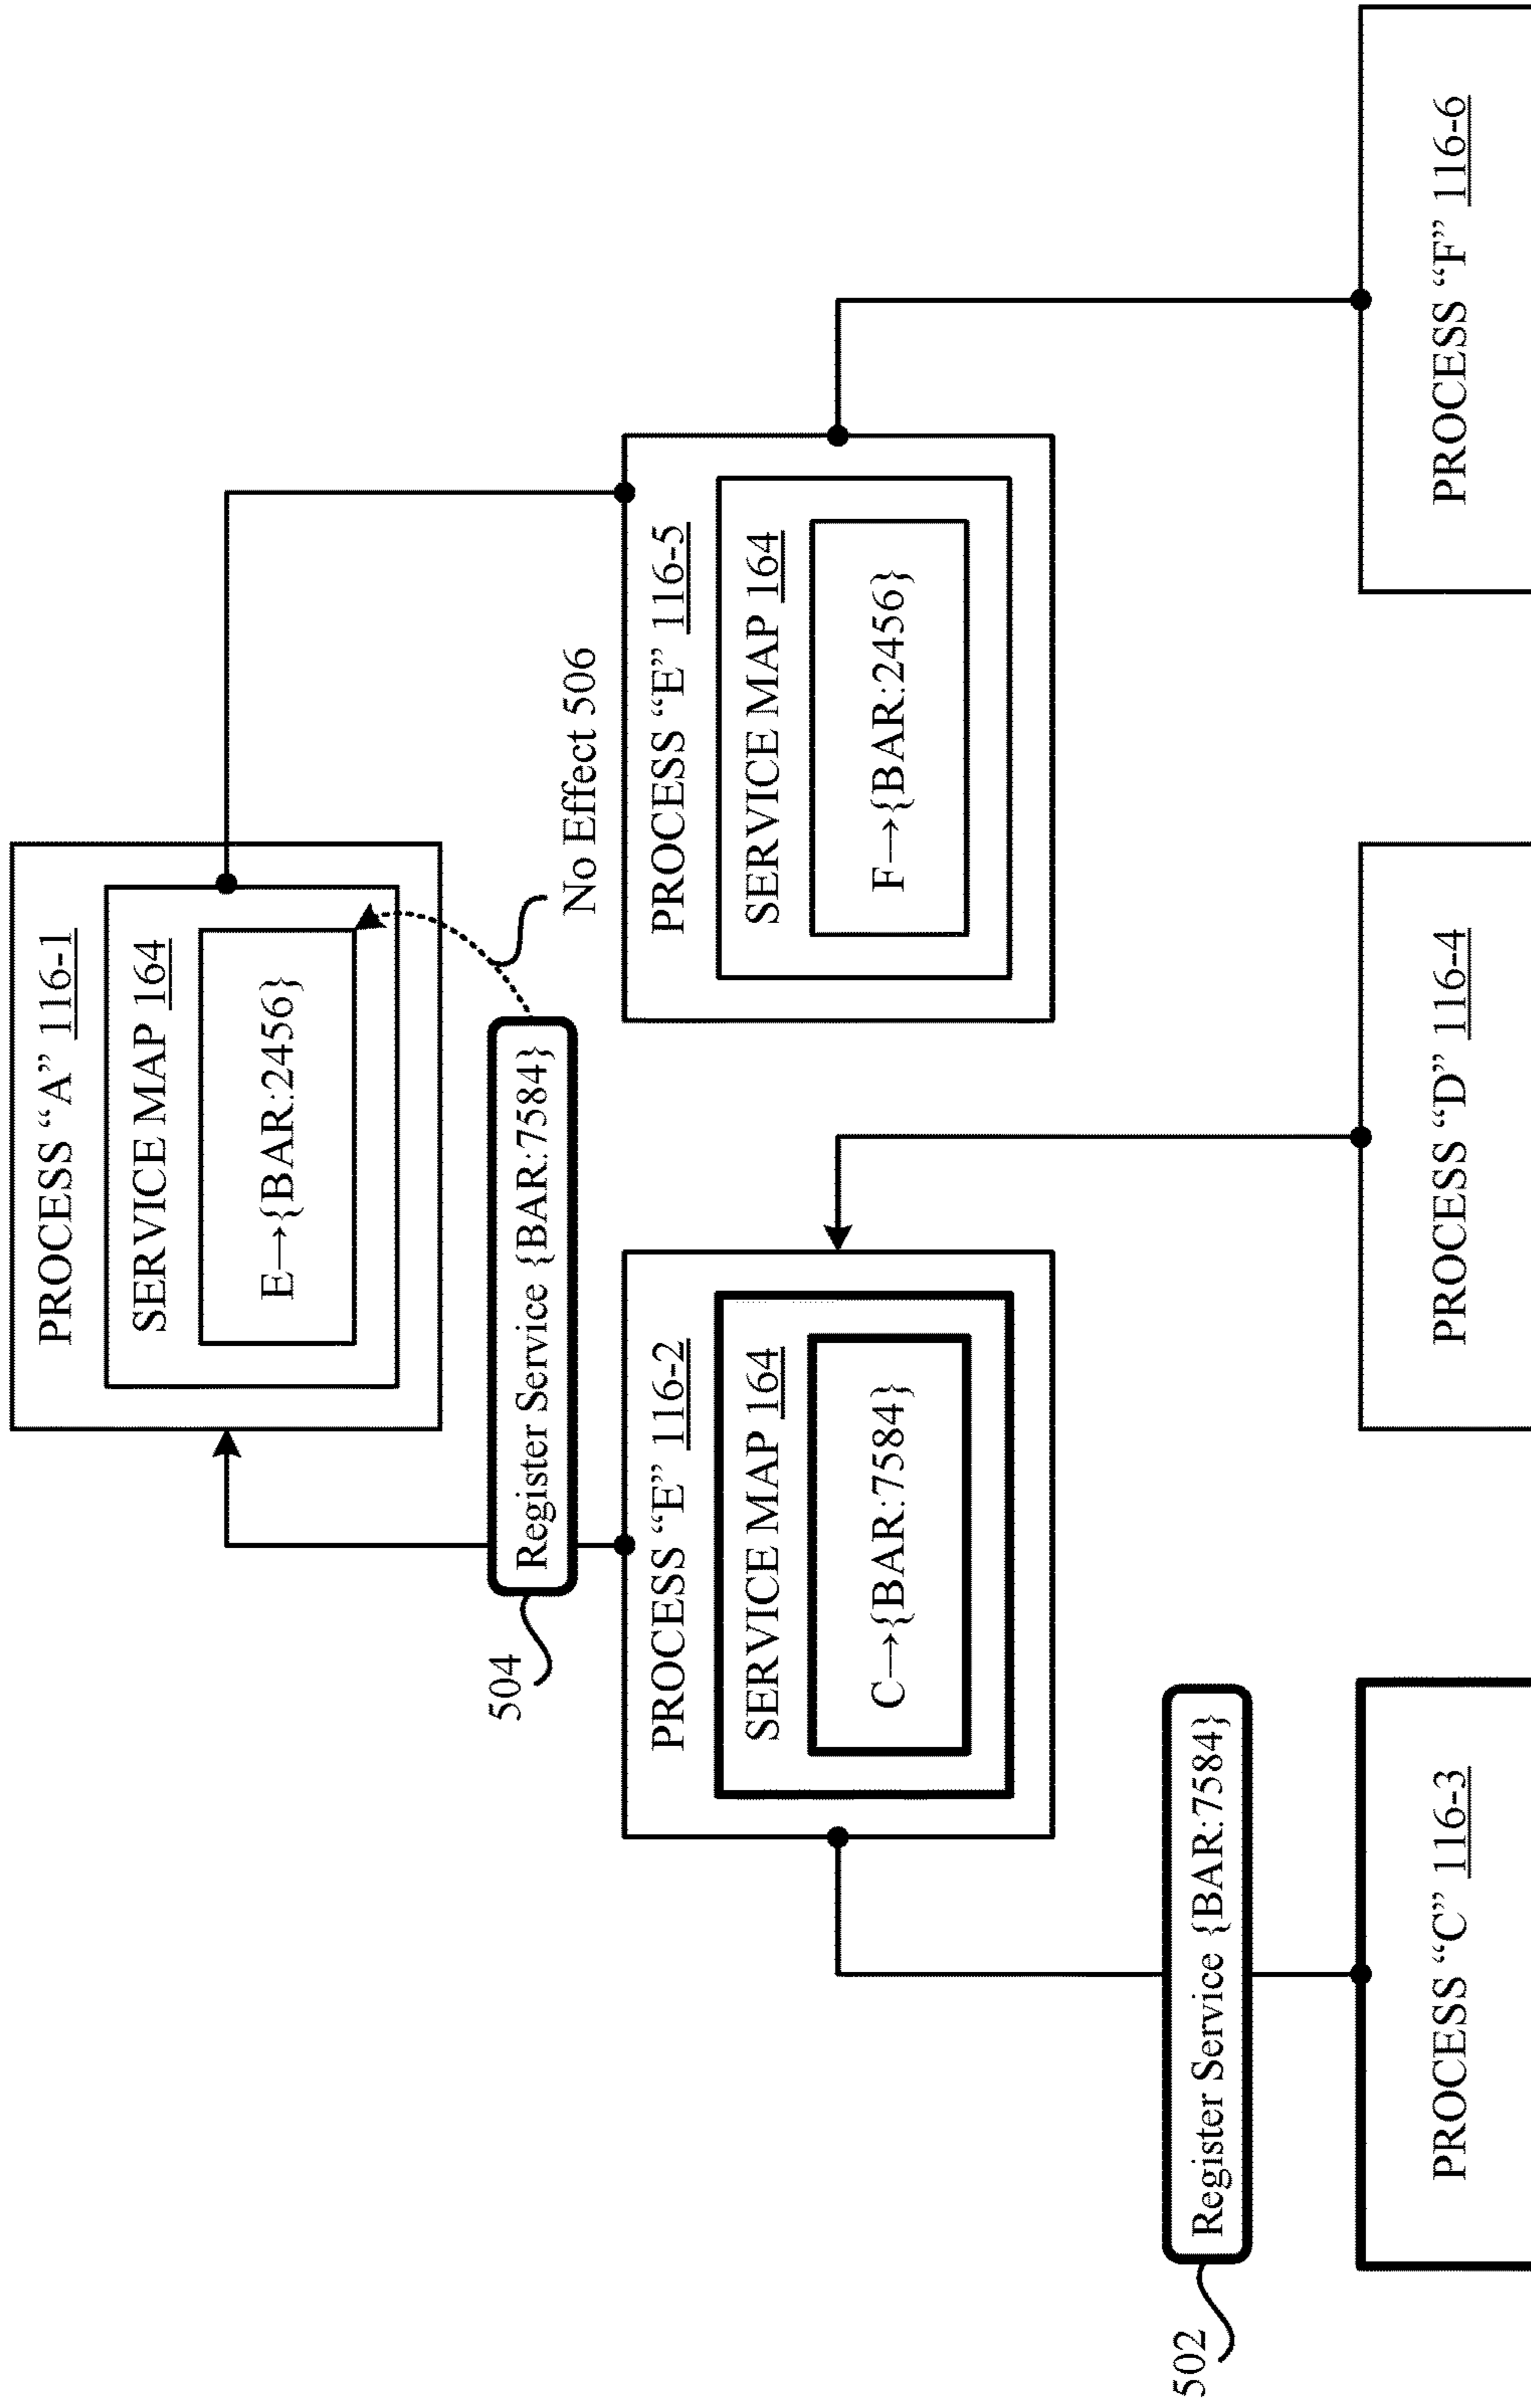 PROCESS “A” 116-1
SERVICE MAP 164
E→{BAR:2456}
504
Register Service {BAR:7584}
No Effect 506
PROCESS “E” 116-2
SERVICE MAP 164
C→{BAR:7584}
PROCESS “E” 116-5
SERVICE MAP 164
F→{BAR:2456}
502
Register Service {BAR:7584}
PROCESS “C” 116-3
PROCESS “D” 116-4
PROCESS “F” 116-6